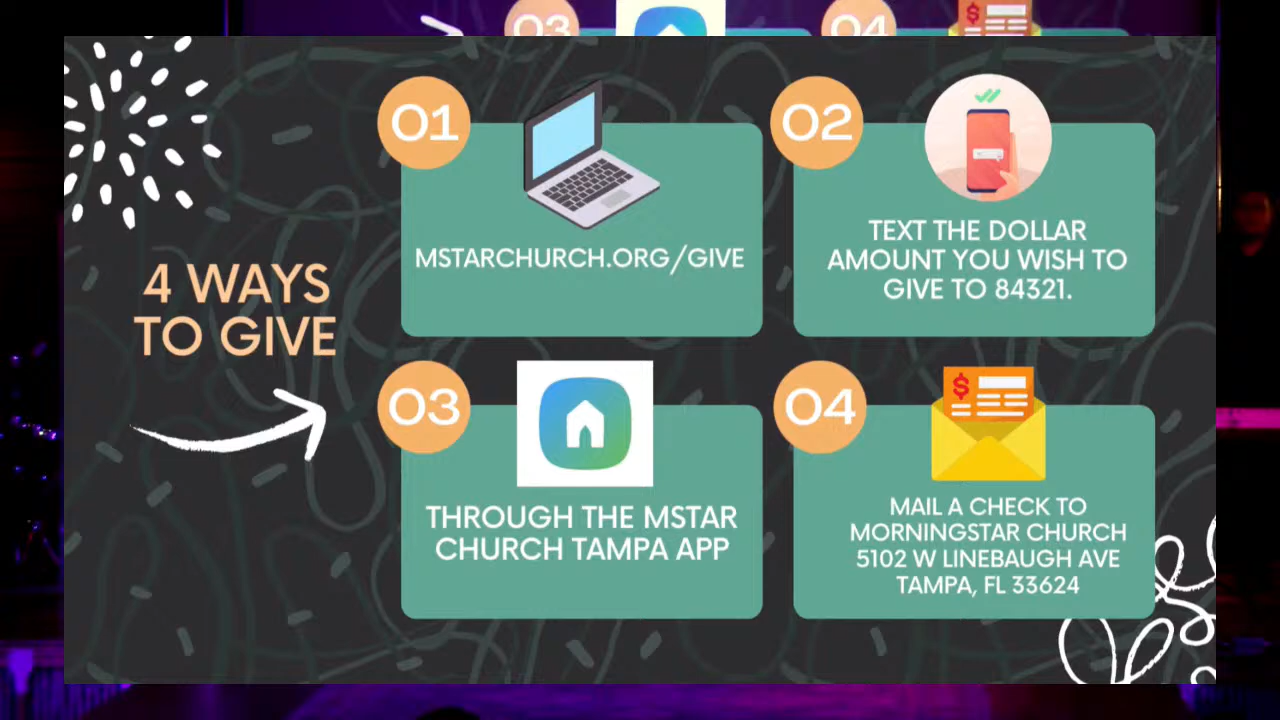 03
04
4 WAYS
TO GIVE
01
MSTARCHURCH.ORG/GIVE
02
TEXT THE DOLLAR
AMOUNT YOU WISH TO
GIVE TO 84321.
03
THROUGH THE MSTAR
CHURCH TAMPA APP
04
$
MAIL A CHECK TO
MORNINGSTAR CHURCH
5102 W LINEBAUGH AVE
TAMPA, FL 33624